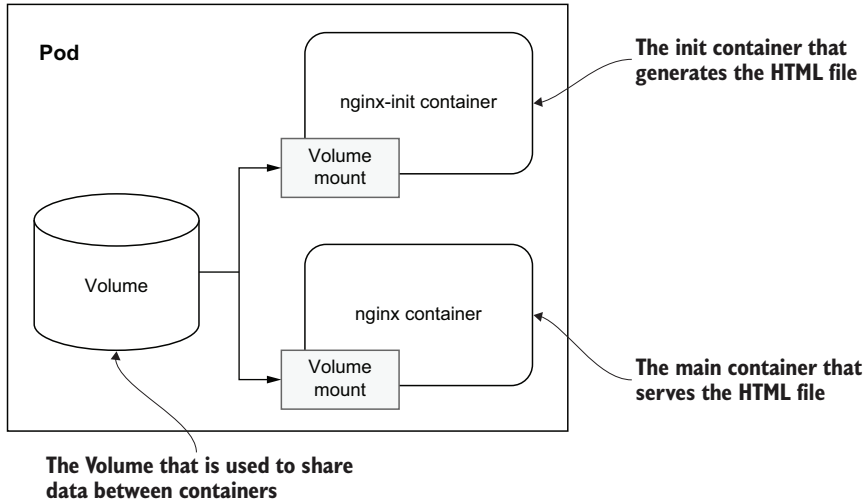 Pod
The init container that
generates the HTML file
nginx-init container
Volume
mount
Volume
nginx container
Volume
mount
The main container that
serves the HTML file
The Volume that is used to share
data between containers